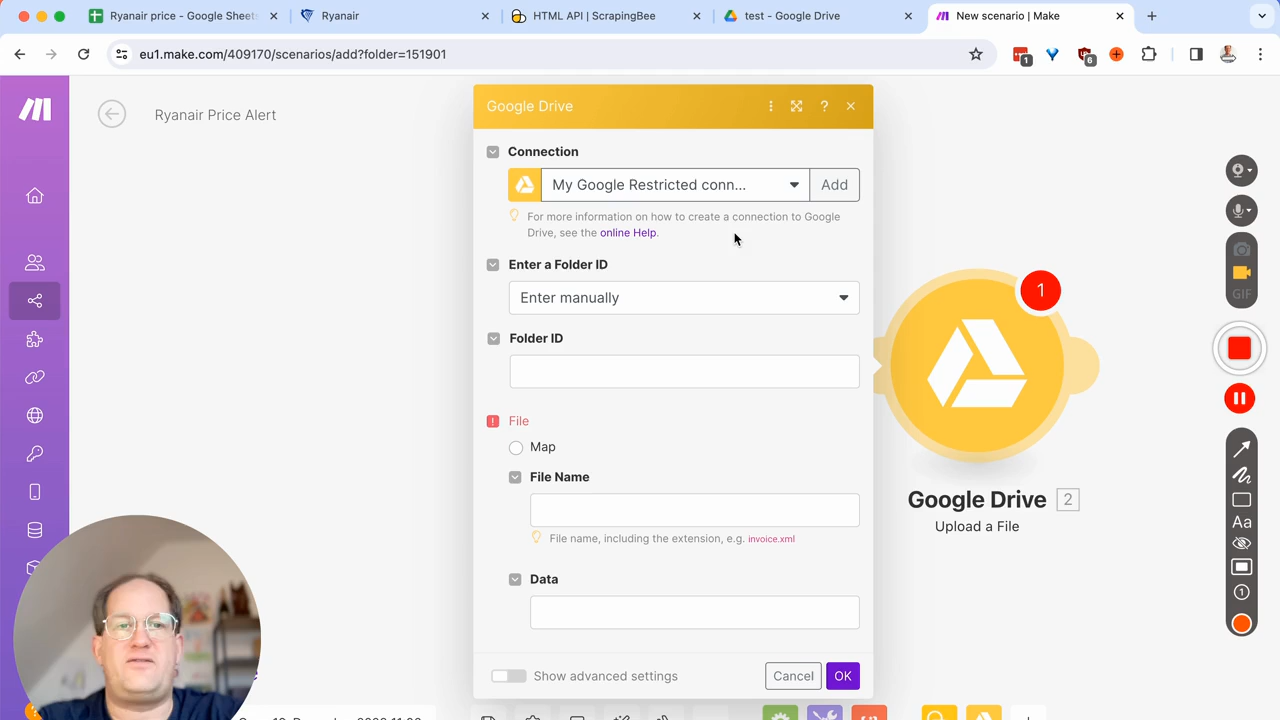 Ryanair price - Google Sheets
Ryanair
HTML API | ScrapingBee
test - Google Drive
New scenario | Make
eu1.make.com/409170/scenarios/add?folder=151901
1
6
Ryanair Price Alert
Google Drive
?
Connection
My Google Restricted conn...
Add
For more information on how to create a connection to Google
Drive, see the online Help.
Enter a Folder ID
Enter manually
Folder ID
File
Map
File Name
File name, including the extension, e.g. invoice.xml
Data
Show advanced settings
Cancel
OK
1
Google Drive 2
Upload a File
GIF
Aa
1